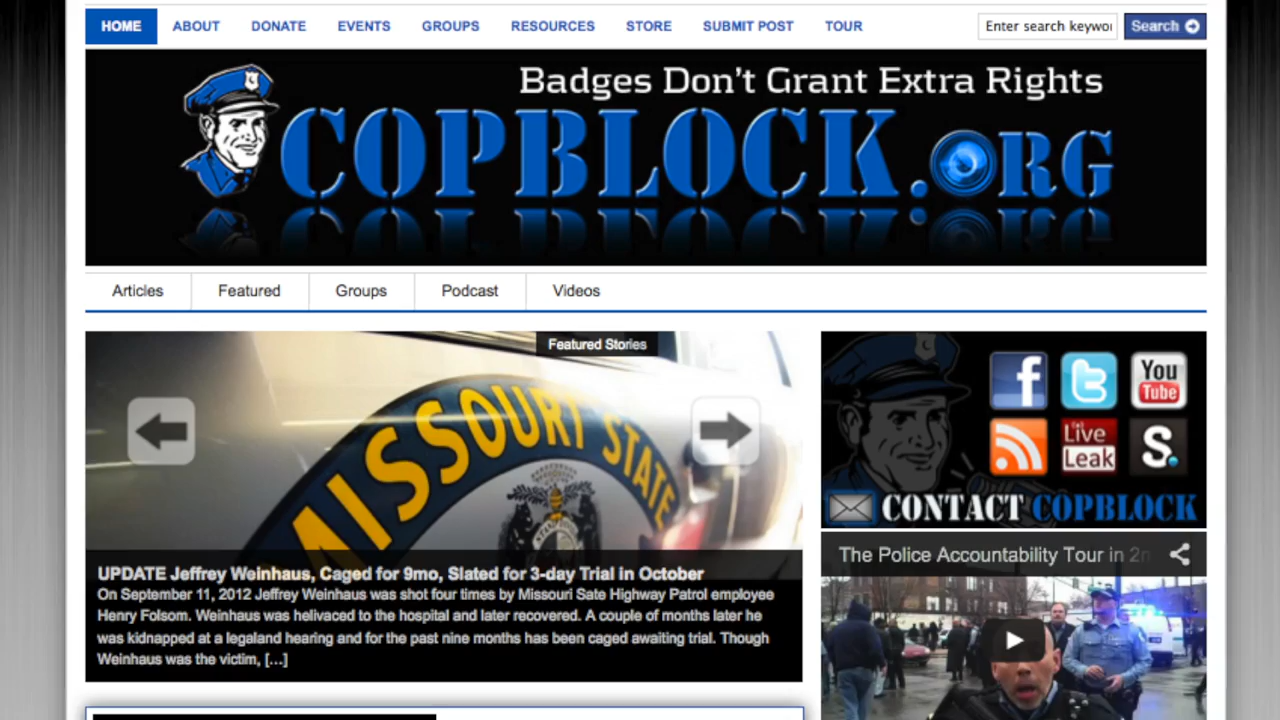 HOME ABOUT DONATE EVENTS GROUPS RESOURCES STORE SUBMIT POST TOUR Enter search keywor Search
Badges Don't Grant Extra Rights
COPBLOCK.ORG
Articles Featured Groups Podcast Videos
Featured Stories
MISSOURI STATE
UPDATE Jeffrey Weinhaus, Caged for 9mo, Slated for 3-day Trial in October
On September 11, 2012 Jeffrey Weinhaus was shot four times by Missouri Sate Highway Patrol employee
Henry Folsom. Weinhaus was helivaced to the hospital and later recovered. A couple of months later he
was kidnapped at a legaland hearing and for the past nine months has been caged awaiting trial. Though
Weinhaus was the victim, [...]
f t You Tube
Live Leak S.
CONTACT COPBLOCK
The Police Accountability Tour in 2m